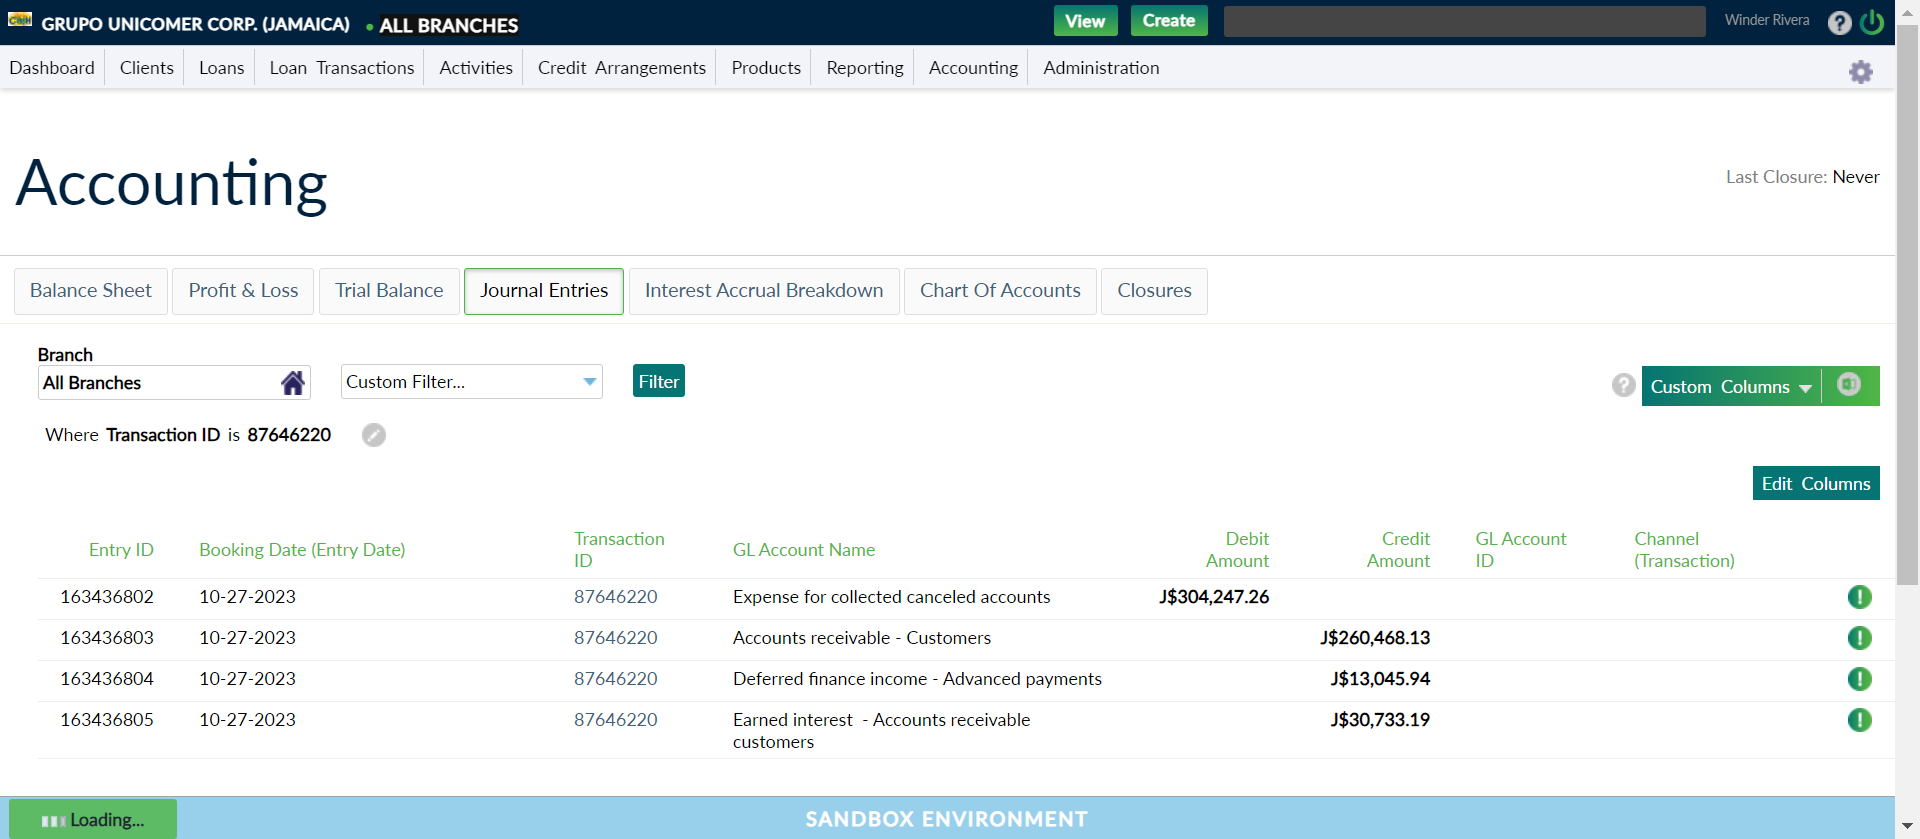 GRUPO UNICOMER CORP. (JAMAICA) • ALL BRANCHES View Create Winder Rivera ?
Dashboard Clients Loans Loan Transactions Activities Credit Arrangements Products Reporting Accounting Administration
Accounting
Last Closure: Never
Balance Sheet Profit & Loss Trial Balance Journal Entries Interest Accrual Breakdown Chart Of Accounts Closures
Branch
All Branches Custom Filter... Filter ? Custom Columns
Where Transaction ID is 87646220
Edit Columns
Entry ID Booking Date (Entry Date) Transaction ID GL Account Name Debit Amount Credit Amount GL Account ID Channel (Transaction)
163436802 10-27-2023 87646220 Expense for collected canceled accounts J$304,247.26
163436803 10-27-2023 87646220 Accounts receivable - Customers J$260,468.13
163436804 10-27-2023 87646220 Deferred finance income - Advanced payments J$13,045.94
163436805 10-27-2023 87646220 Earned interest - Accounts receivable customers J$30,733.19
Loading... SANDBOX ENVIRONMENT